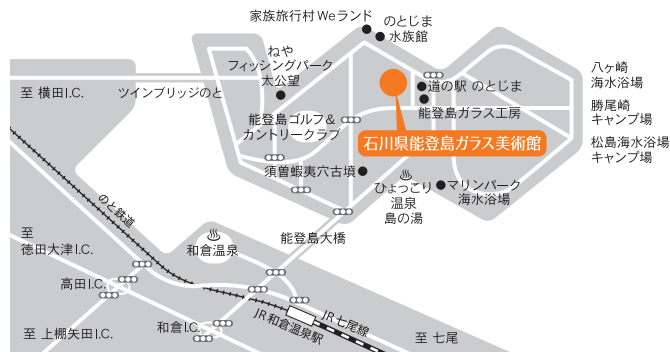 家族旅行村Weランド
のとじま
水族館
ねや
フィッシングパーク
太公望
道の駅 のとじま
能登島ガラス工房
八ヶ崎
海水浴場
勝尾崎
キャンプ場
松島海水浴場
キャンプ場
至 横田I.C.
ツインブリッジのと
能登島ゴルフ&
カントリークラブ
石川県能登島ガラス美術館
須曽蝦夷穴古墳
ひょっこり
温泉
島の湯
マリンパーク
海水浴場
のと鉄道
能登島大橋
和倉温泉
至
徳田大津I.C.
高田I.C.
和倉I.C.
JR和倉温泉駅
JR七尾線
至 上棚矢田I.C.
至 七尾